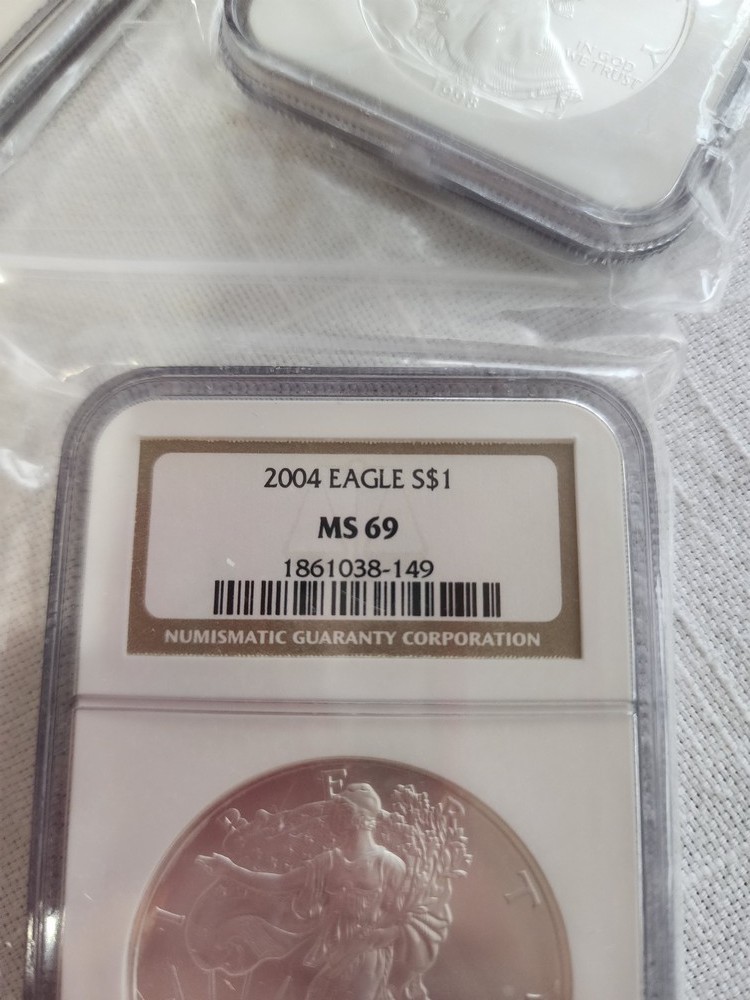 IN GOD
WE TRUST
Y
1998
2004 EAGLE S$1
MS 69
1861038-149
NUMISMATIC GUARANTY CORPORATION
L I B E R T Y